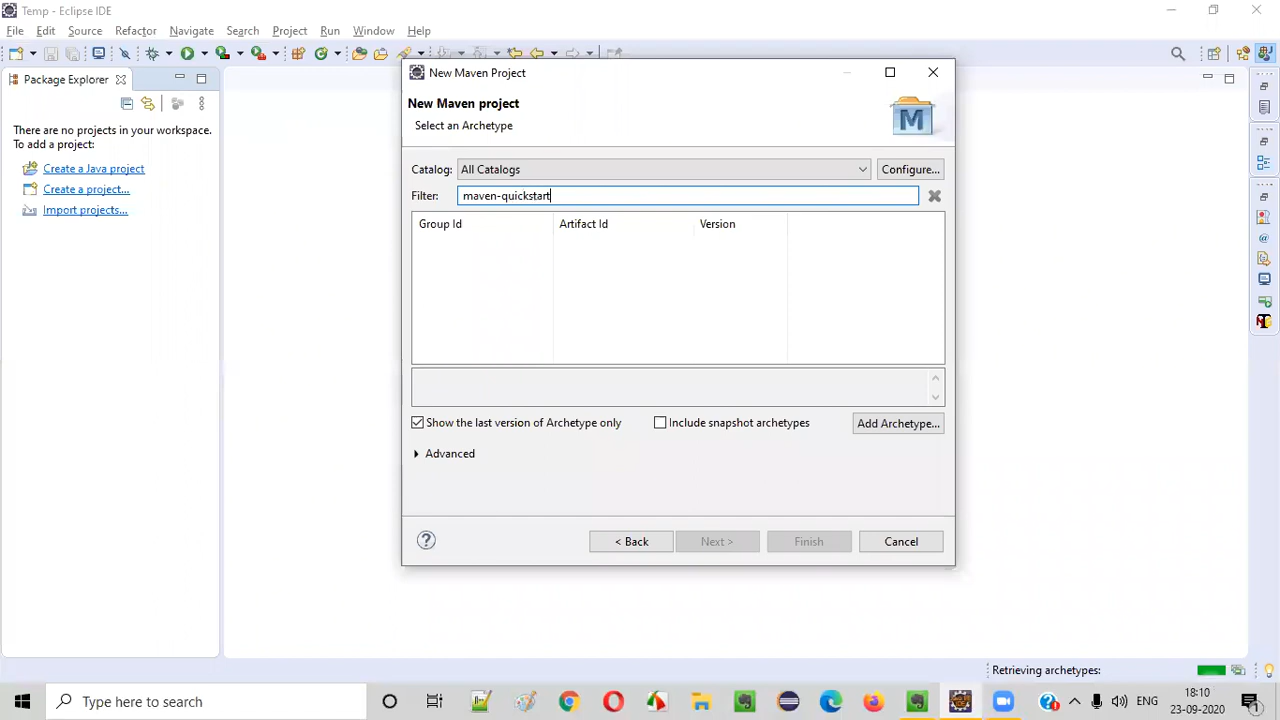 Temp - Eclipse IDE
File Edit Source Refactor Navigate Search Project Run Window Help
Package Explorer
There are no projects in your workspace.
To add a project:
Create a Java project
Create a project...
Import projects...
New Maven Project
New Maven project
Select an Archetype
M
Catalog: All Catalogs Configure...
Filter: maven-quickstart
Group Id Artifact Id Version
Show the last version of Archetype only Include snapshot archetypes Add Archetype...
Advanced
< Back Next > Finish Cancel
Retrieving archetypes:
Type here to search
ENG
18:10
23-09-2020